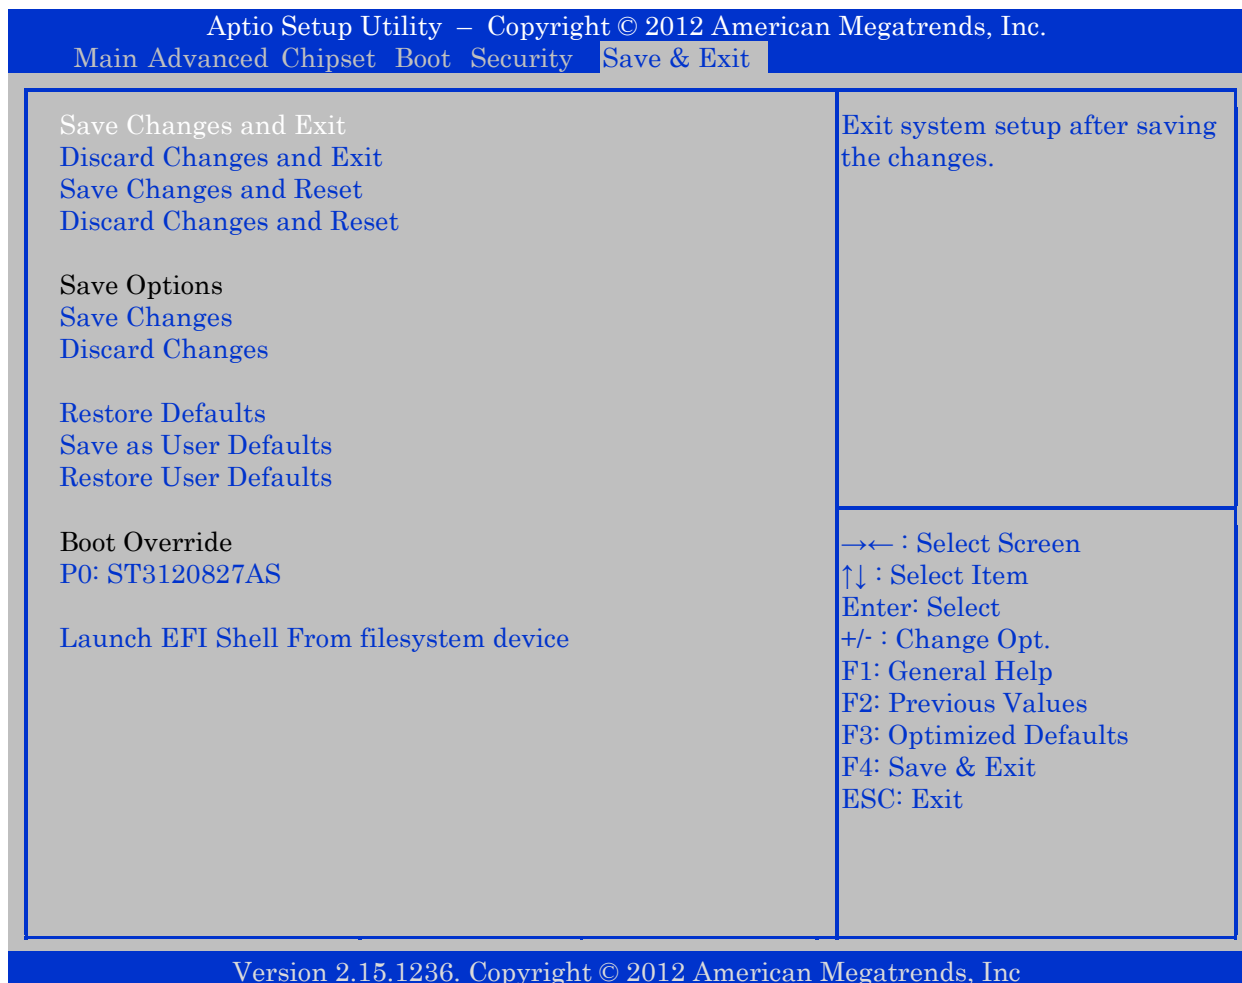 Aptio Setup Utility – Copyright © 2012 American Megatrends, Inc.
Main Advanced Chipset Boot Security Save & Exit
Save Changes and Exit
Discard Changes and Exit
Save Changes and Reset
Discard Changes and Reset
Save Options
Save Changes
Discard Changes
Restore Defaults
Save as User Defaults
Restore User Defaults
Boot Override
P0: ST3120827AS
Launch EFI Shell From filesystem device
Exit system setup after saving
the changes.
→← : Select Screen
↑↓ : Select Item
Enter: Select
+/- : Change Opt.
F1: General Help
F2: Previous Values
F3: Optimized Defaults
F4: Save & Exit
ESC: Exit
Version 2.15.1236. Copyright © 2012 American Megatrends, Inc